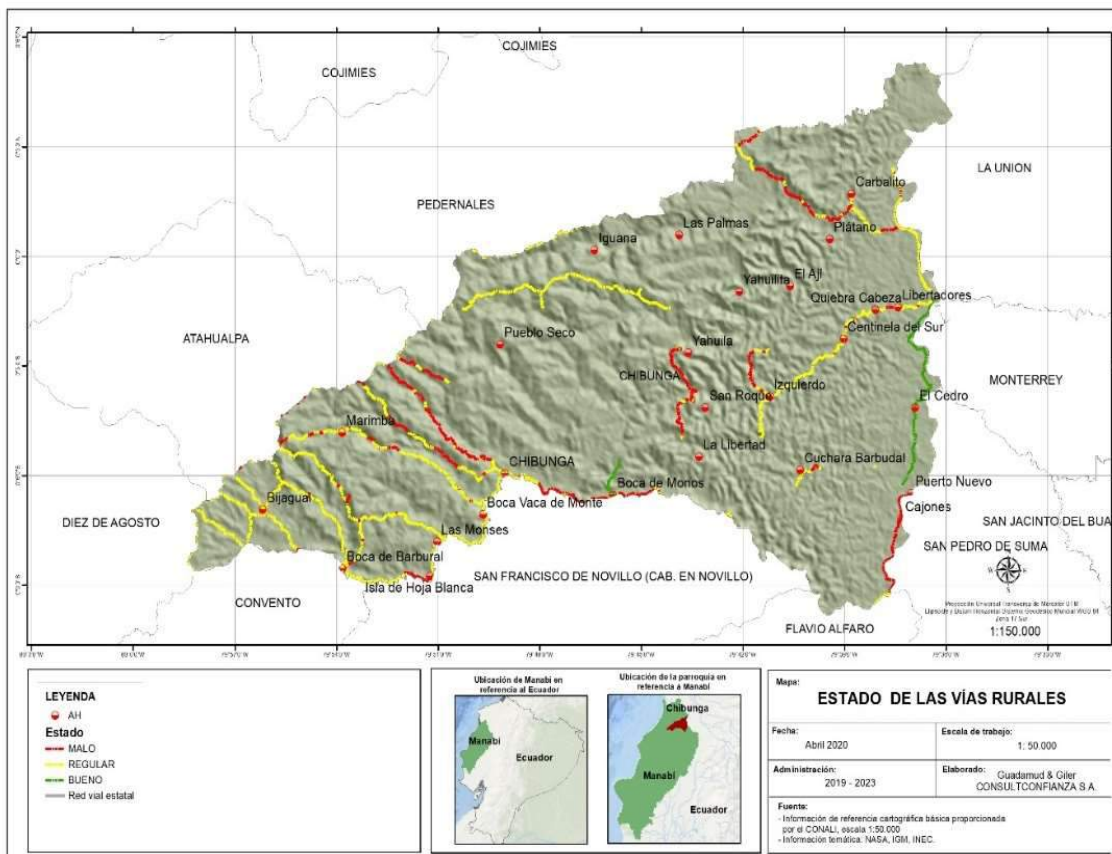 COJIMIES
COJIMIES
LA UNION
Carbalito
PEDERNALES
Las Palmas
Plátano
Iguana
Yahuilita
El Ají
Quiebra Cabeza
Libertadores
Centinela del Sur
Pueblo Seco
ATAHUALPA
Yahuila
CHIBUNGA
MONTERREY
Izquierdo
San Roque
El Cedro
Marimba
La Libertad
CHIBUNGA
Cuchara Barbudal
Boca de Monos
Puerto Nuevo
Boca Vaca de Monte
Cajones
Bijagual
DIEZ DE AGOSTO
SAN JACINTO DEL BUA
Las Monses
SAN PEDRO DE SUMA
Boca de Barbural
SAN FRANCISCO DE NOVILLO (CAB. EN NOVILLO)
Isla de Hoja Blanca
CONVENTO
FLAVIO ALFARO
Zona 17 Sur
1:150.000
LEYENDA
AH
Estado
MALO
REGULAR
BUENO
Red vial estatal
Ubicación de Manabí en
referencia al Ecuador
Manabí
Ecuador
Ubicación de la parroquia en
referencia a Manabí
Chibunga
Manabí
Ecuador
Mapa:
ESTADO DE LAS VÍAS RURALES
Fecha:
Abril 2020
Escala de trabajo:
1: 50.000
Administración:
2019 - 2023
Elaborado:
Guadamud & Giler
CONSULTCONFIANZA S.A.
Fuente:
- Información de referencia cartográfica básica proporcionada
por el CONALI, escala 1:50.000
- Información temática: NASA, IGM, INEC.